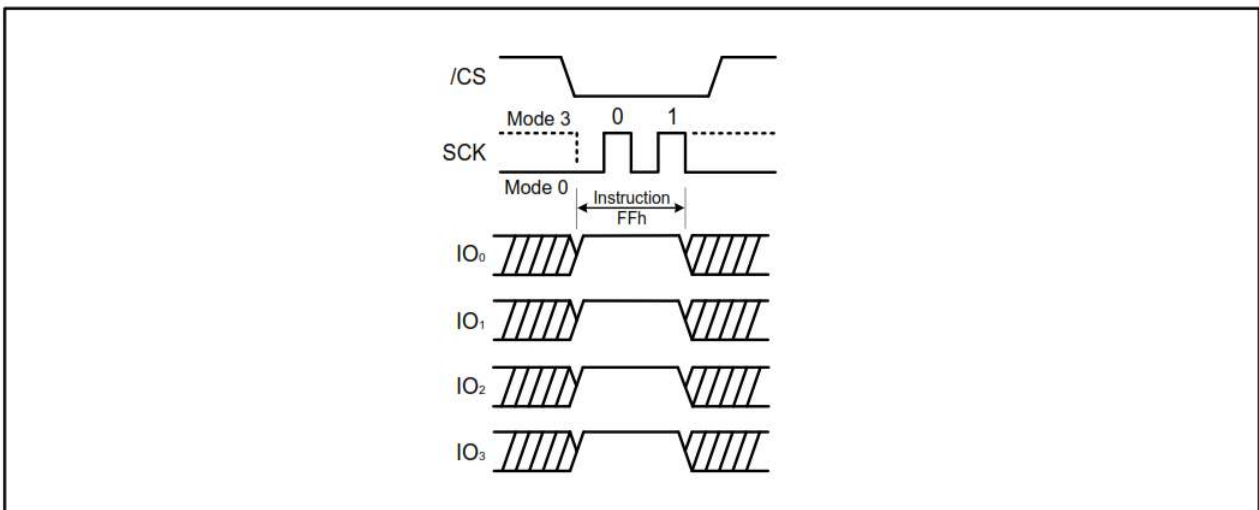 /CS
Mode 3 0 1
SCK
Mode 0
Instruction
FFh
IO₀
IO₁
IO₂
IO₃